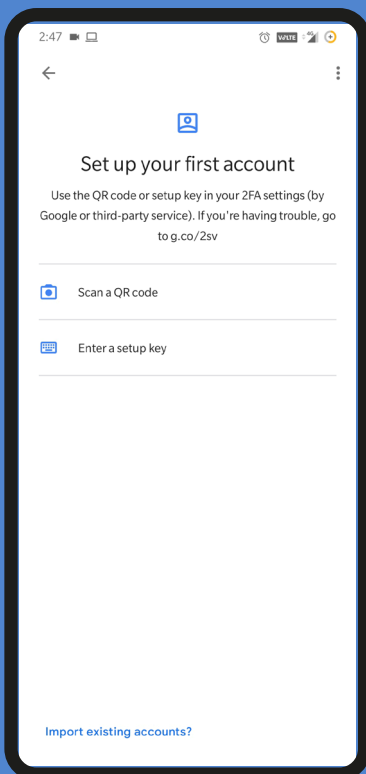 2:47
VoLTE 4G
Set up your first account
Use the QR code or setup key in your 2FA settings (by
Google or third-party service). If you're having trouble, go
to g.co/2sv
Scan a QR code
Enter a setup key
Import existing accounts?